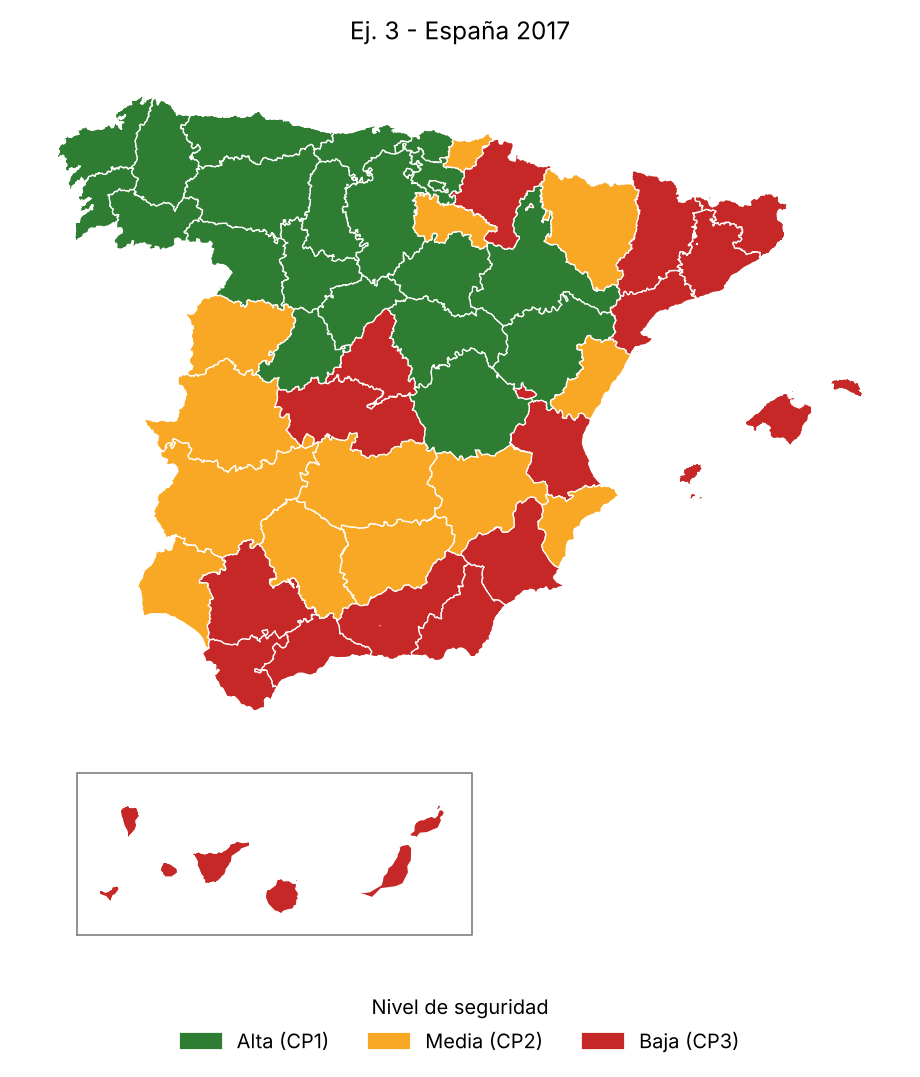 Ej. 3 - España 2017
Nivel de seguridad
Alta (CP1)
Media (CP2)
Baja (CP3)